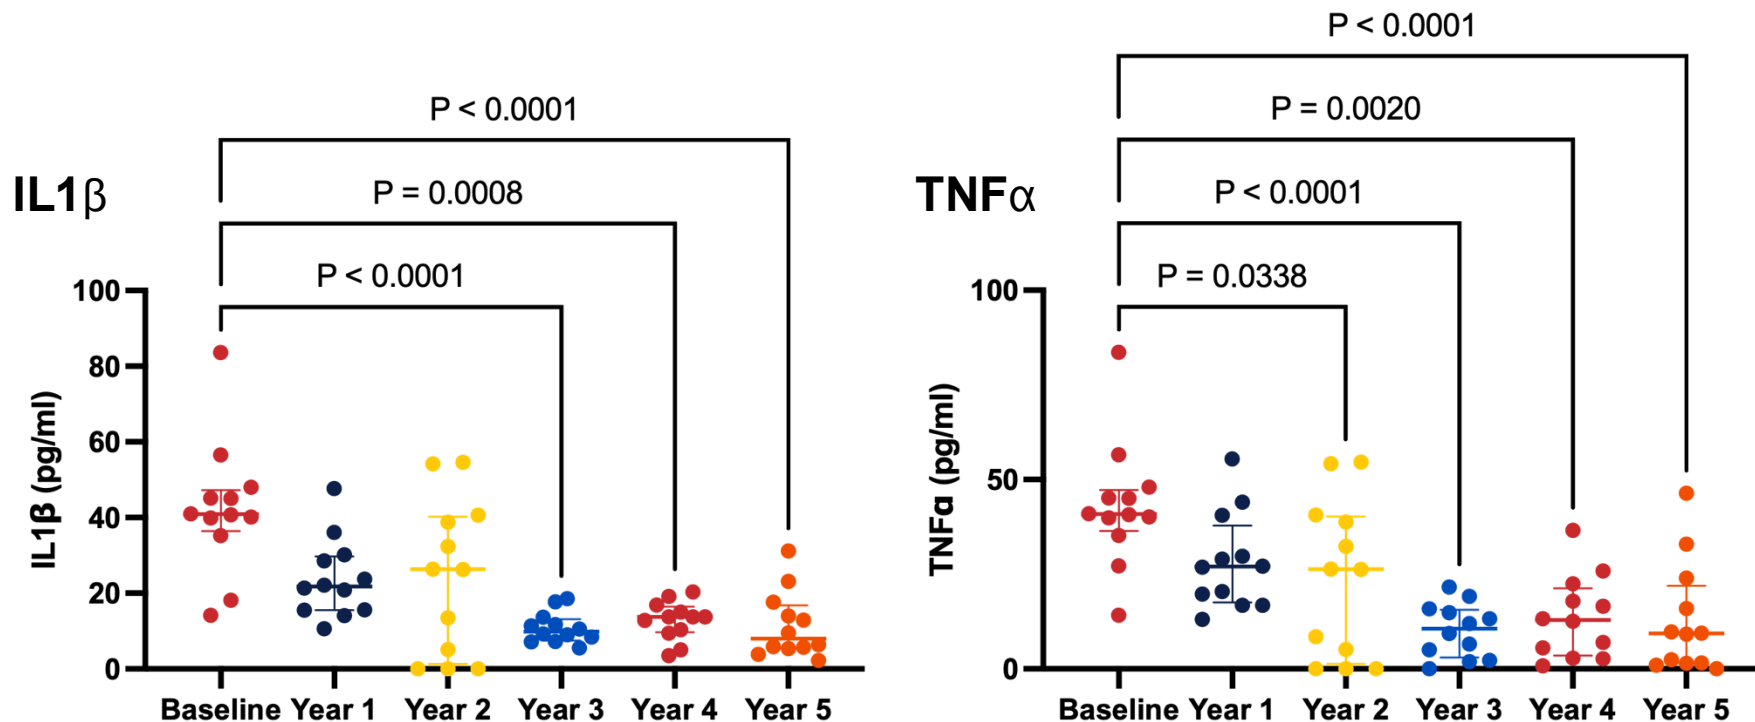 IL1β
P < 0.0001
P = 0.0008
P < 0.0001
IL1β (pg/ml)
100
80
60
40
20
0
Baseline Year 1 Year 2 Year 3 Year 4 Year 5
TNFα
P < 0.0001
P = 0.0020
P < 0.0001
P = 0.0338
TNFα (pg/ml)
100
50
0
Baseline Year 1 Year 2 Year 3 Year 4 Year 5